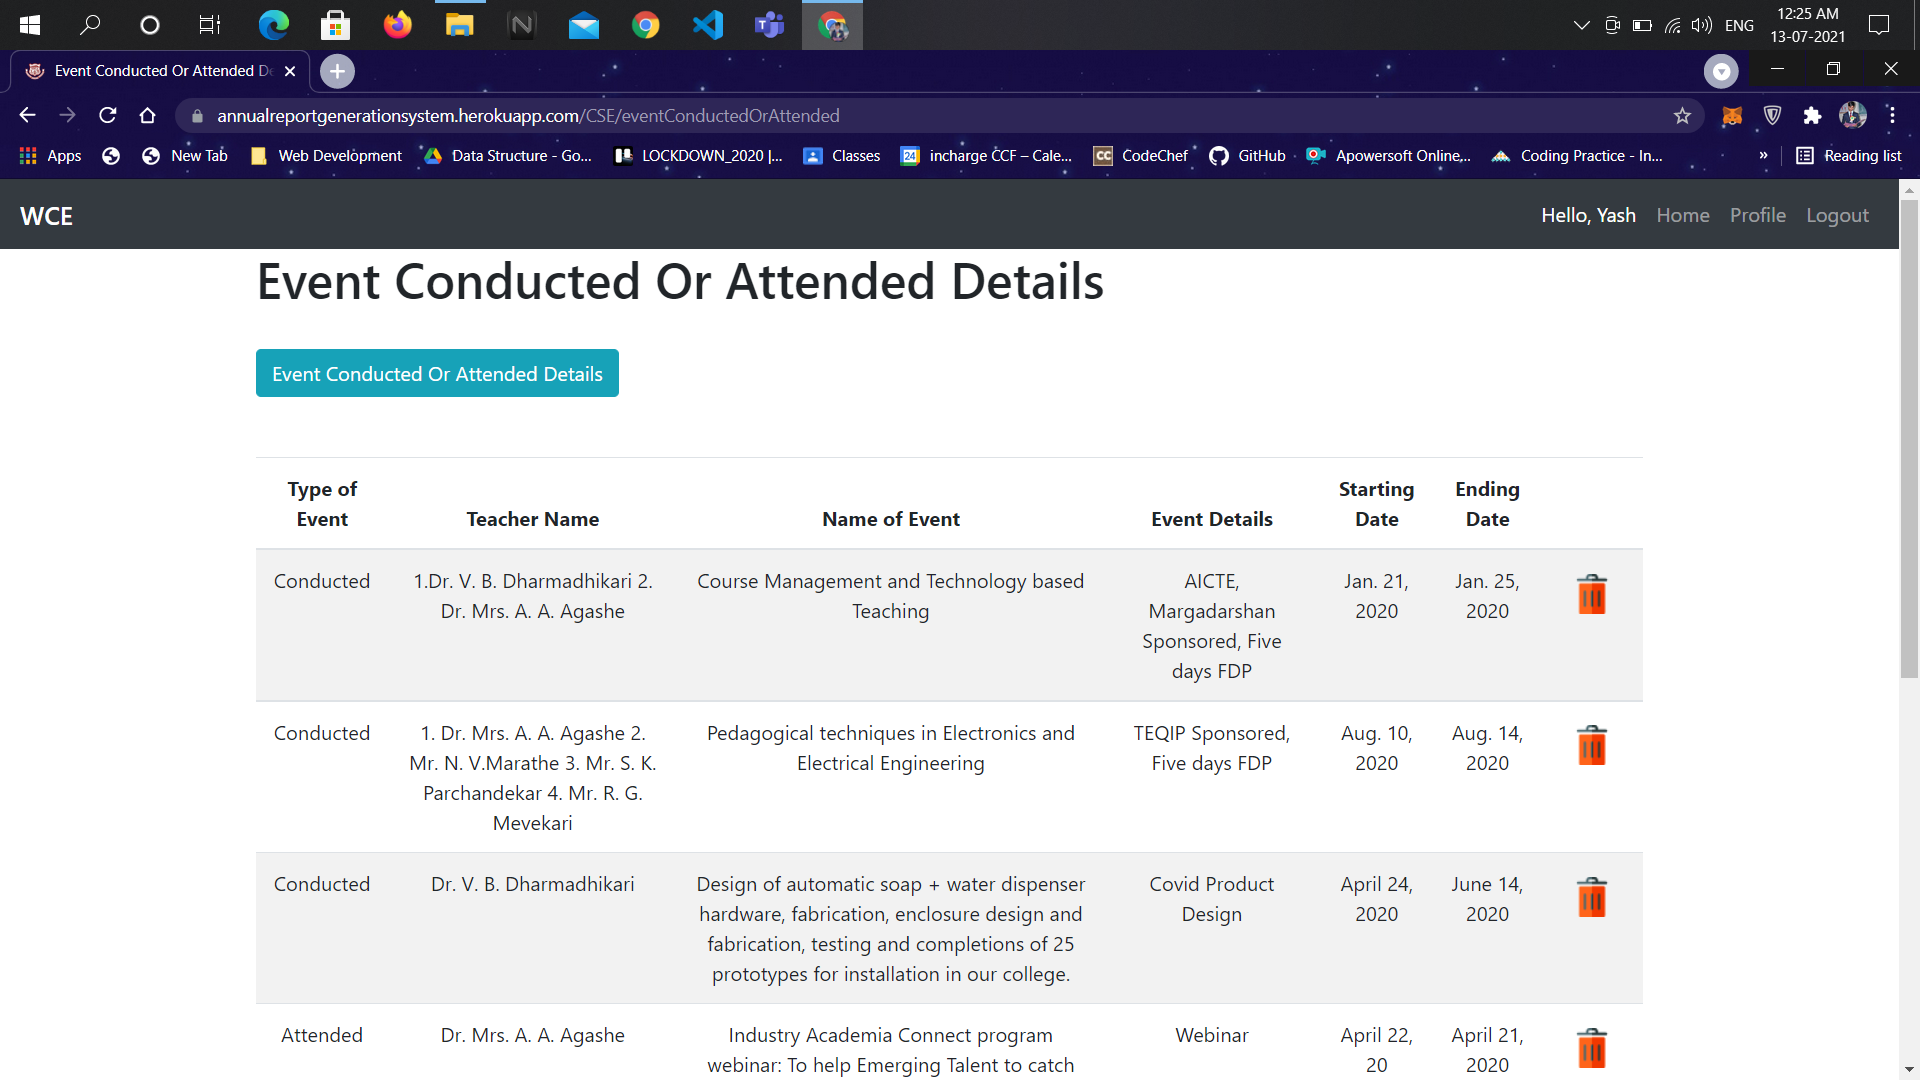 ENG
12:25 AM
13-07-2021
Event Conducted Or Attended De
annualreportgenerationsystem.herokuapp.com/CSE/eventConductedOrAttended
Apps
New Tab
Web Development
Data Structure - Go...
LOCKDOWN_2020 |...
Classes
24
incharge CCF – Cale...
CC
CodeChef
GitHub
Apowersoft Online,...
Coding Practice - In...
»
Reading list
WCE
Hello, Yash
Home
Profile
Logout
Event Conducted Or Attended Details
Event Conducted Or Attended Details
Type of
Event
Teacher Name
Name of Event
Event Details
Starting
Date
Ending
Date
Conducted
1.Dr. V. B. Dharmadhikari 2.
Dr. Mrs. A. A. Agashe
Course Management and Technology based
Teaching
AICTE,
Margadarshan
Sponsored, Five
days FDP
Jan. 21,
2020
Jan. 25,
2020
Conducted
1. Dr. Mrs. A. A. Agashe 2.
Mr. N. V.Marathe 3. Mr. S. K.
Parchandekar 4. Mr. R. G.
Mevekari
Pedagogical techniques in Electronics and
Electrical Engineering
TEQIP Sponsored,
Five days FDP
Aug. 10,
2020
Aug. 14,
2020
Conducted
Dr. V. B. Dharmadhikari
Design of automatic soap + water dispenser
hardware, fabrication, enclosure design and
fabrication, testing and completions of 25
prototypes for installation in our college.
Covid Product
Design
April 24,
2020
June 14,
2020
Attended
Dr. Mrs. A. A. Agashe
Industry Academia Connect program
webinar: To help Emerging Talent to catch
Webinar
April 22,
20
April 21,
2020